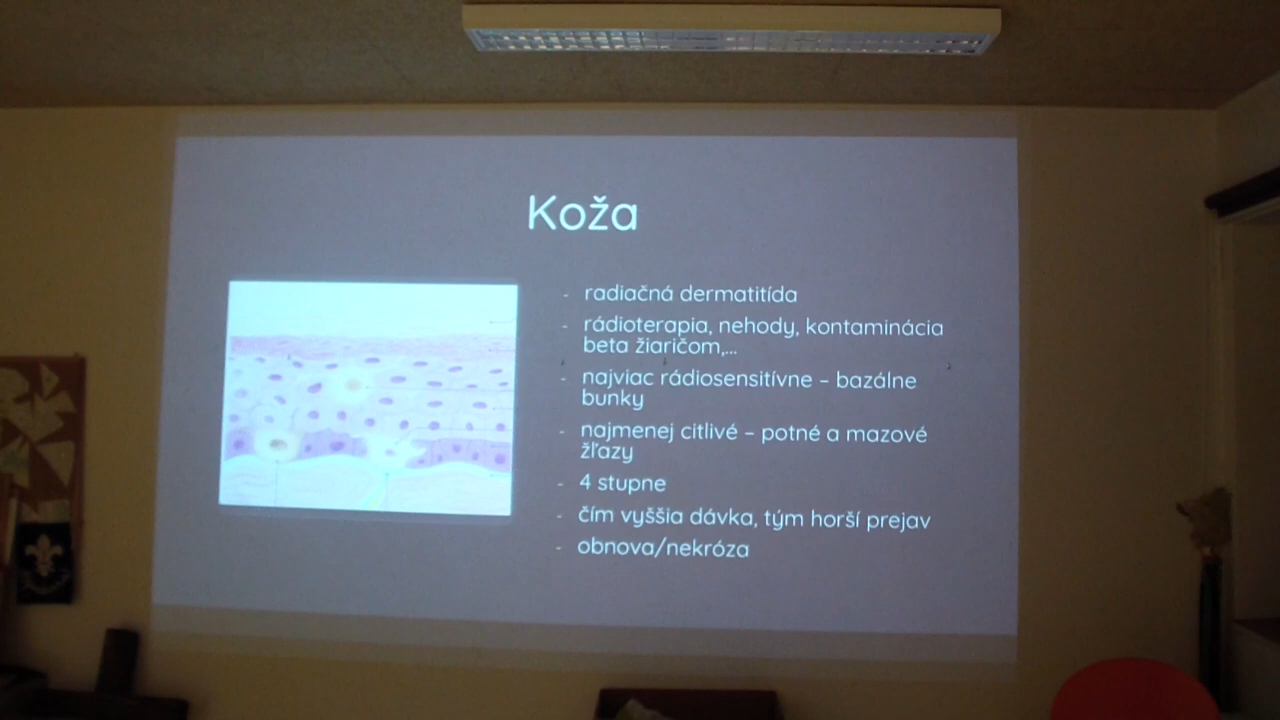 Koža
- radiačná dermatitída
- rádioterapia, nehody, kontaminácia
beta žiaričom,...
- najviac rádiosensitívne – bazálne
bunky
- najmenej citlivé – potné a mazové
žľazy
- 4 stupne
- čím vyššia dávka, tým horší prejav
- obnova/nekróza